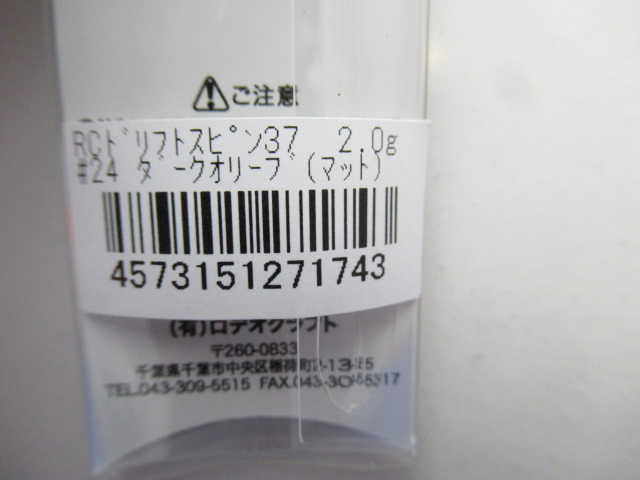 ご注意
RCドリフトスピン37 2.0g
#24 ダークオリーブ(マット)
4573151271743
(有)ロデオクラフト
〒260-0833
千葉県千葉市中央区稲荷町2-13-
TEL.043-309-5515 FAX.043-